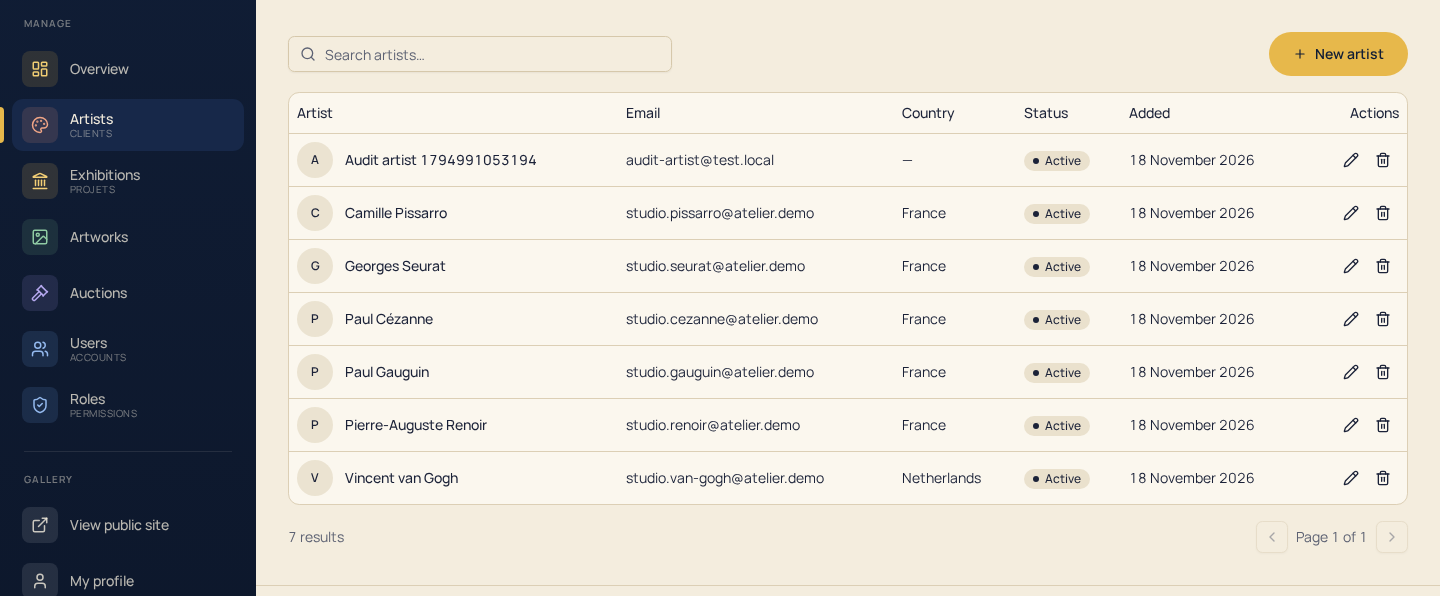 MANAGE
Overview
Artists
CLIENTS
Exhibitions
PROJETS
Artworks
Auctions
Users
ACCOUNTS
Roles
PERMISSIONS
GALLERY
View public site
My profile
Search artists…
New artist
Artist Email Country Status Added Actions
A Audit artist 1794991053194 audit-artist@test.local — Active 18 November 2026
C Camille Pissarro studio.pissarro@atelier.demo France Active 18 November 2026
G Georges Seurat studio.seurat@atelier.demo France Active 18 November 2026
P Paul Cézanne studio.cezanne@atelier.demo France Active 18 November 2026
P Paul Gauguin studio.gauguin@atelier.demo France Active 18 November 2026
P Pierre-Auguste Renoir studio.renoir@atelier.demo France Active 18 November 2026
V Vincent van Gogh studio.van-gogh@atelier.demo Netherlands Active 18 November 2026
7 results Page 1 of 1